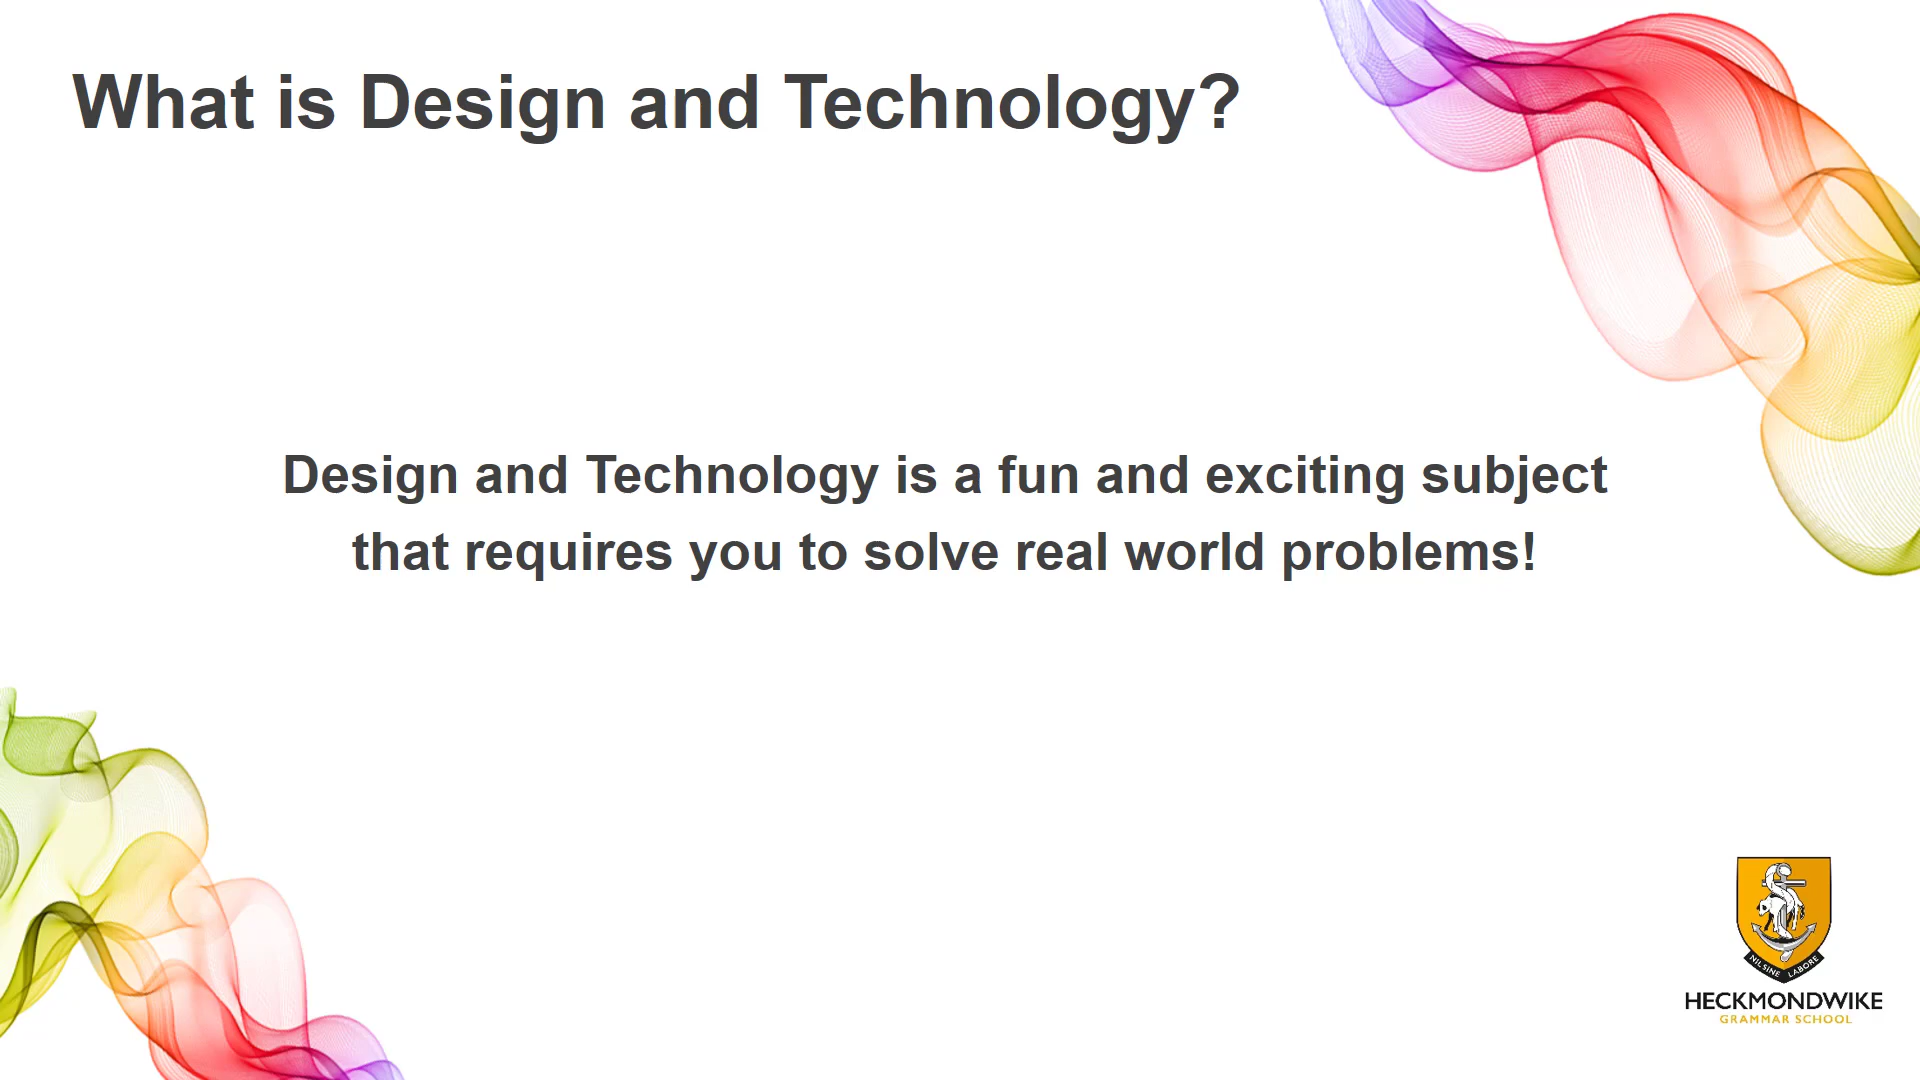 What is Design and Technology?
Design and Technology is a fun and exciting subject
that requires you to solve real world problems!
NIL SINE LABORE
HECKMONDWIKE
GRAMMAR SCHOOL